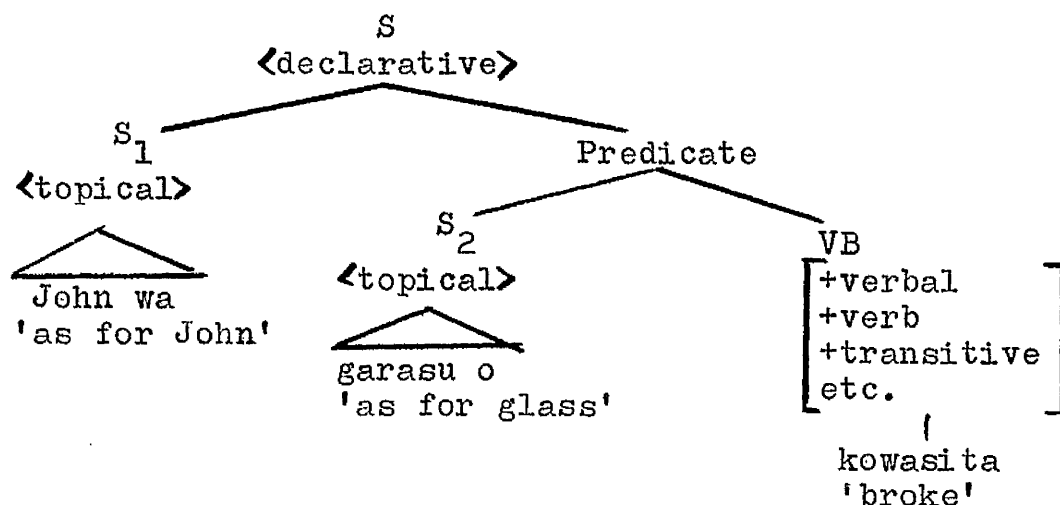 S
<declarative>
S1
<topical>
Predicate
John wa
'as for John'
S2
<topical>
garasu o
'as for glass'
VB
+verbal
+verb
+transitive
etc.
kowasita
'broke'